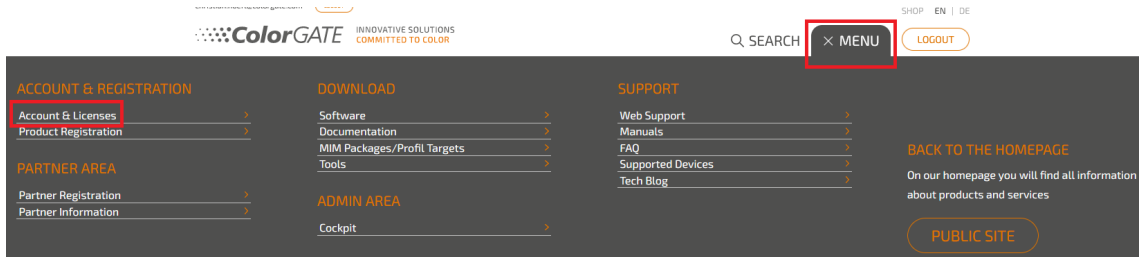 SHOP EN | DE
ColorGATE INNOVATIVE SOLUTIONS
COMMITTED TO COLOR
SEARCH
× MENU
LOGOUT
ACCOUNT & REGISTRATION
Account & Licenses >
Product Registration >
PARTNER AREA
Partner Registration >
Partner Information >
DOWNLOAD
Software >
Documentation >
MIM Packages/Profil Targets >
Tools >
ADMIN AREA
Cockpit >
SUPPORT
Web Support >
Manuals >
FAQ >
Supported Devices >
Tech Blog >
BACK TO THE HOMEPAGE
On our homepage you will find all information
about products and services
PUBLIC SITE